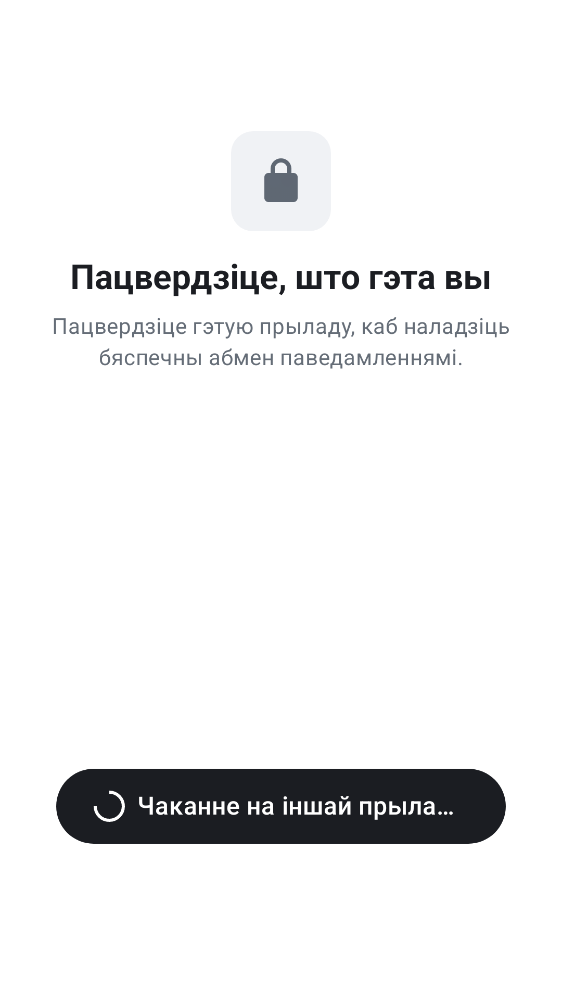 Пацвердзіце, што гэта вы
Пацвердзіце гэтую прыладу, каб наладзіць
бяспечны абмен паведамленнямі.
Чаканне на іншай прыла…